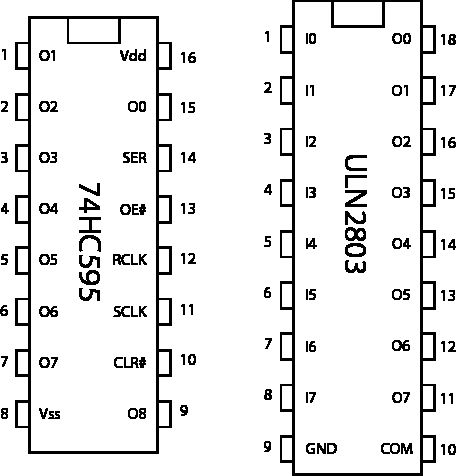 1 O1 Vdd 16
2 O2 O0 15
3 O3 SER 14
4 O4 OE# 13
5 O5 RCLK 12
6 O6 SCLK 11
7 O7 CLR# 10
8 Vss O8 9
74HC595
1 I0 O0 18
2 I1 O1 17
3 I2 O2 16
4 I3 O3 15
5 I4 O4 14
6 I5 O5 13
7 I6 O6 12
8 I7 O7 11
9 GND COM 10
ULN2803